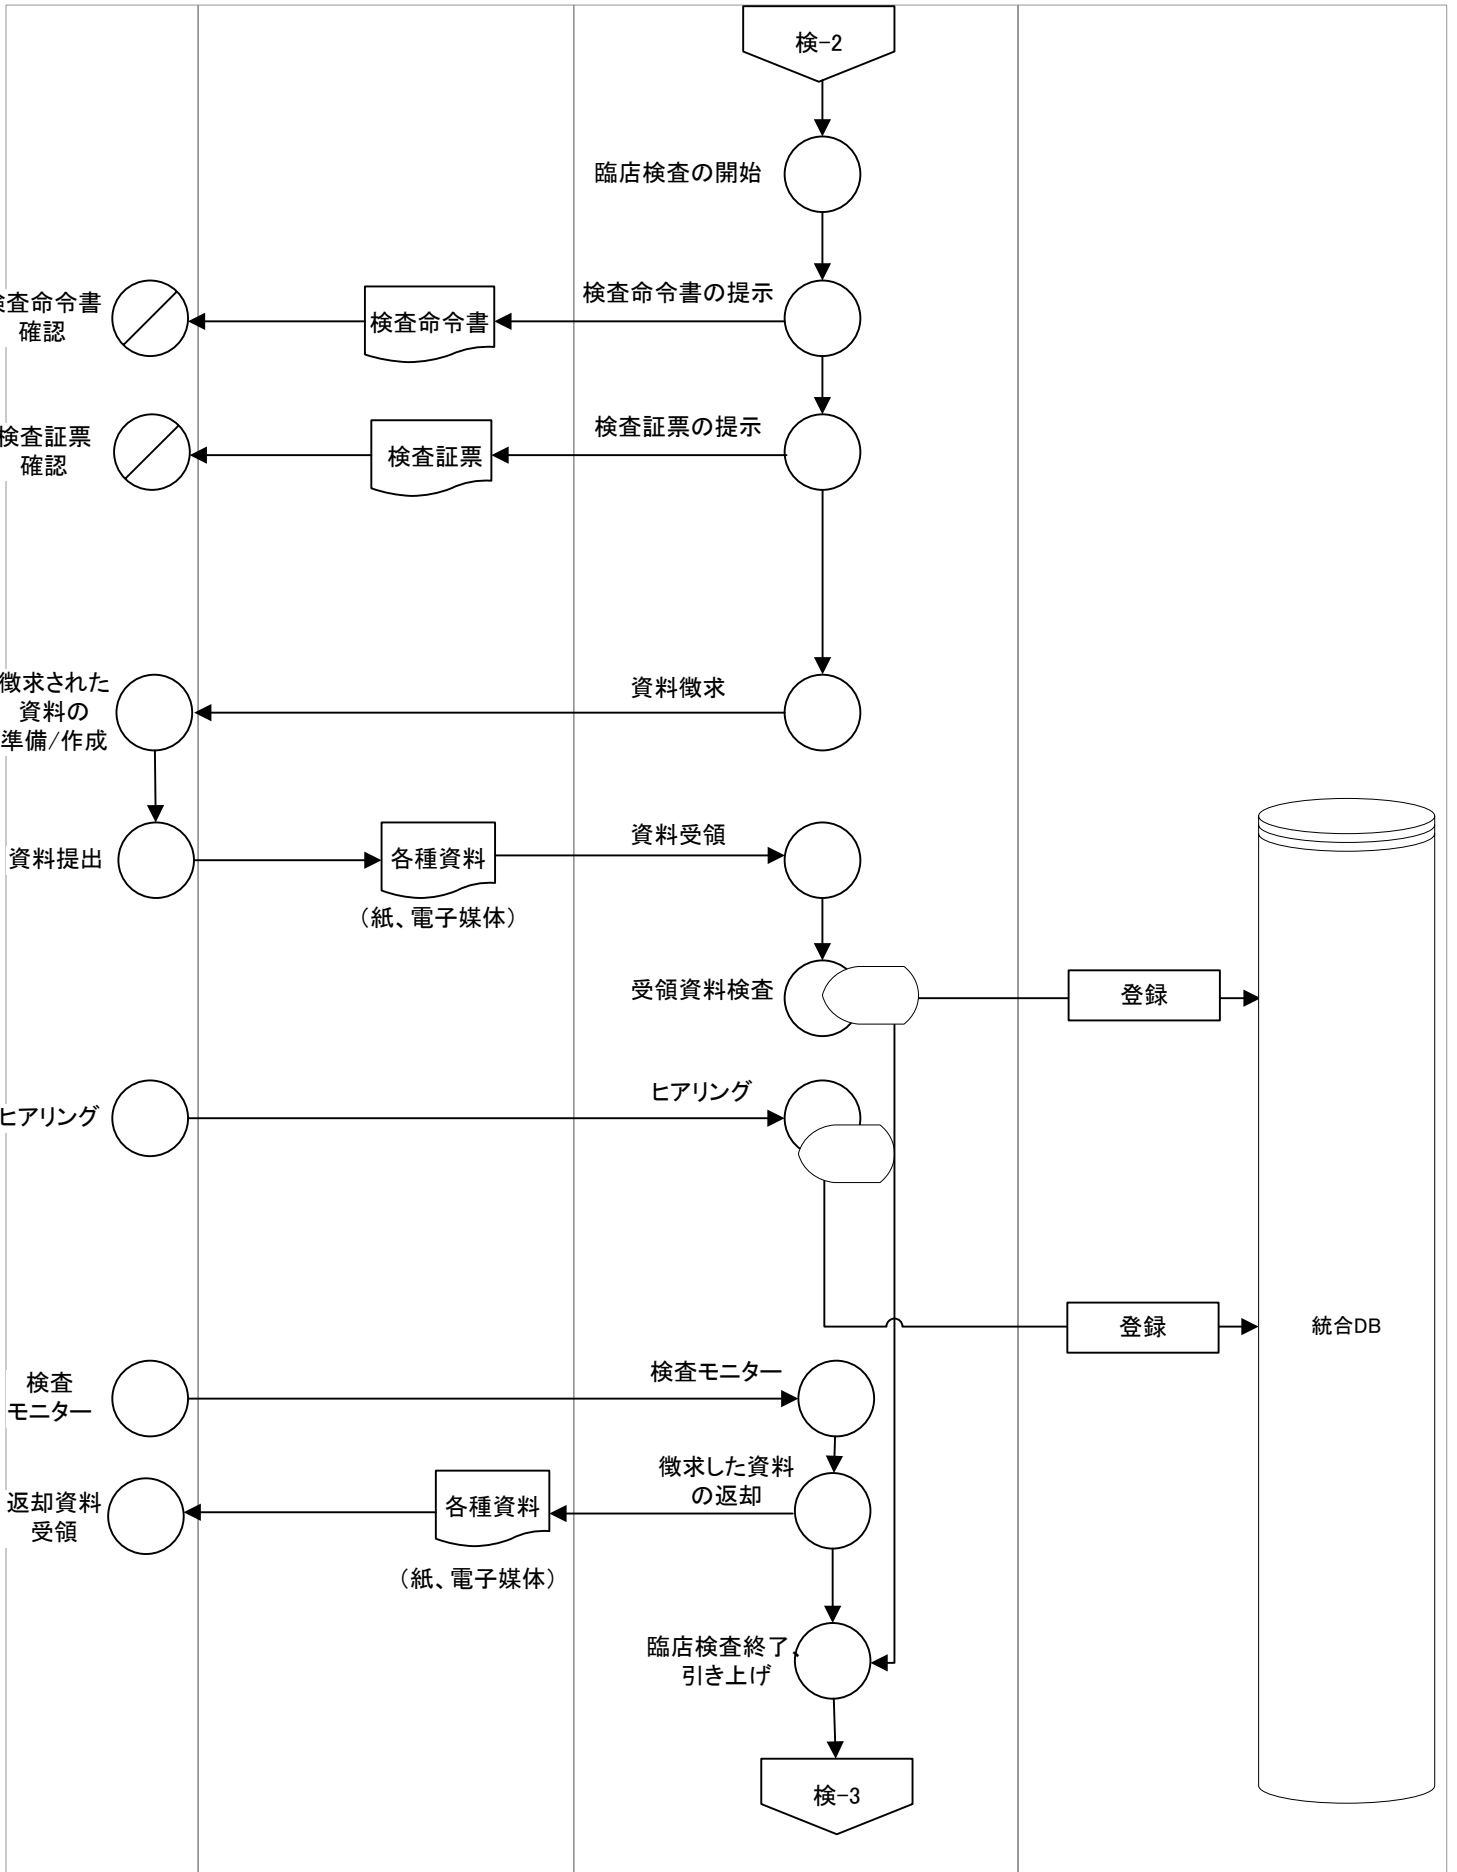 検-2
臨店検査の開始
検査命令書
確認
検査命令書
検査命令書の提示
検査証票
確認
検査証票
検査証票の提示
徴求された
資料の
準備/作成
資料徴求
資料提出
各種資料
(紙、電子媒体)
資料受領
受領資料検査
登録
ヒアリング
ヒアリング
登録
統合DB
検査
モニター
検査モニター
返却資料
受領
各種資料
(紙、電子媒体)
徴求した資料
の返却
臨店検査終了、
引き上げ
検-3